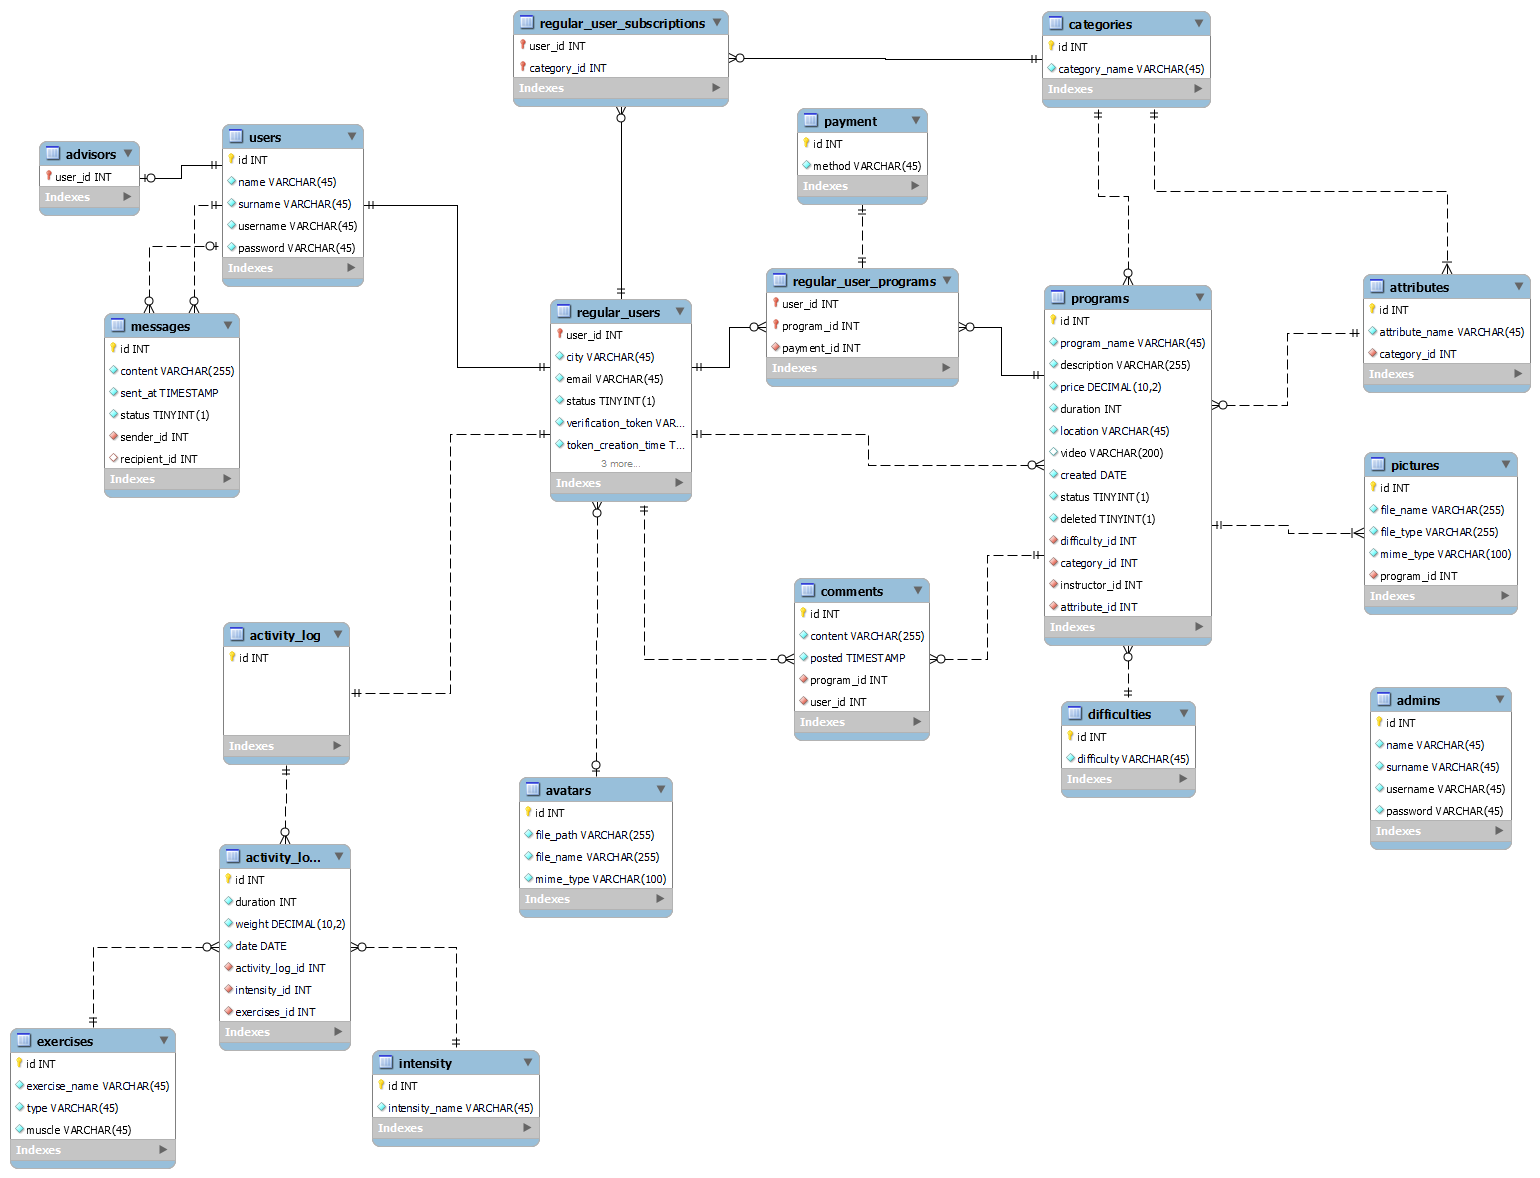 regular_user_subscriptions
user_id INT
category_id INT
Indexes
categories
id INT
category_name VARCHAR(45)
Indexes
payment
id INT
method VARCHAR(45)
Indexes
users
id INT
name VARCHAR(45)
surname VARCHAR(45)
username VARCHAR(45)
password VARCHAR(45)
Indexes
advisors
user_id INT
Indexes
messages
id INT
content VARCHAR(255)
sent_at TIMESTAMP
status TINYINT(1)
sender_id INT
recipient_id INT
Indexes
regular_users
user_id INT
city VARCHAR(45)
email VARCHAR(45)
status TINYINT(1)
verification_token VAR...
token_creation_time T...
3 more...
Indexes
regular_user_programs
user_id INT
program_id INT
payment_id INT
Indexes
programs
id INT
program_name VARCHAR(45)
description VARCHAR(255)
price DECIMAL(10,2)
duration INT
location VARCHAR(45)
video VARCHAR(200)
created DATE
status TINYINT(1)
deleted TINYINT(1)
difficulty_id INT
category_id INT
instructor_id INT
attribute_id INT
Indexes
attributes
id INT
attribute_name VARCHAR(45)
category_id INT
Indexes
pictures
id INT
file_name VARCHAR(255)
file_type VARCHAR(255)
mime_type VARCHAR(100)
program_id INT
Indexes
comments
id INT
content VARCHAR(255)
posted TIMESTAMP
program_id INT
user_id INT
Indexes
activity_log
id INT
Indexes
difficulties
id INT
difficulty VARCHAR(45)
Indexes
admins
id INT
name VARCHAR(45)
surname VARCHAR(45)
username VARCHAR(45)
password VARCHAR(45)
Indexes
avatars
id INT
file_path VARCHAR(255)
file_name VARCHAR(255)
mime_type VARCHAR(100)
Indexes
activity_lo...
id INT
duration INT
weight DECIMAL(10,2)
date DATE
activity_log_id INT
intensity_id INT
exercises_id INT
Indexes
exercises
id INT
exercise_name VARCHAR(45)
type VARCHAR(45)
muscle VARCHAR(45)
Indexes
intensity
id INT
intensity_name VARCHAR(45)
Indexes